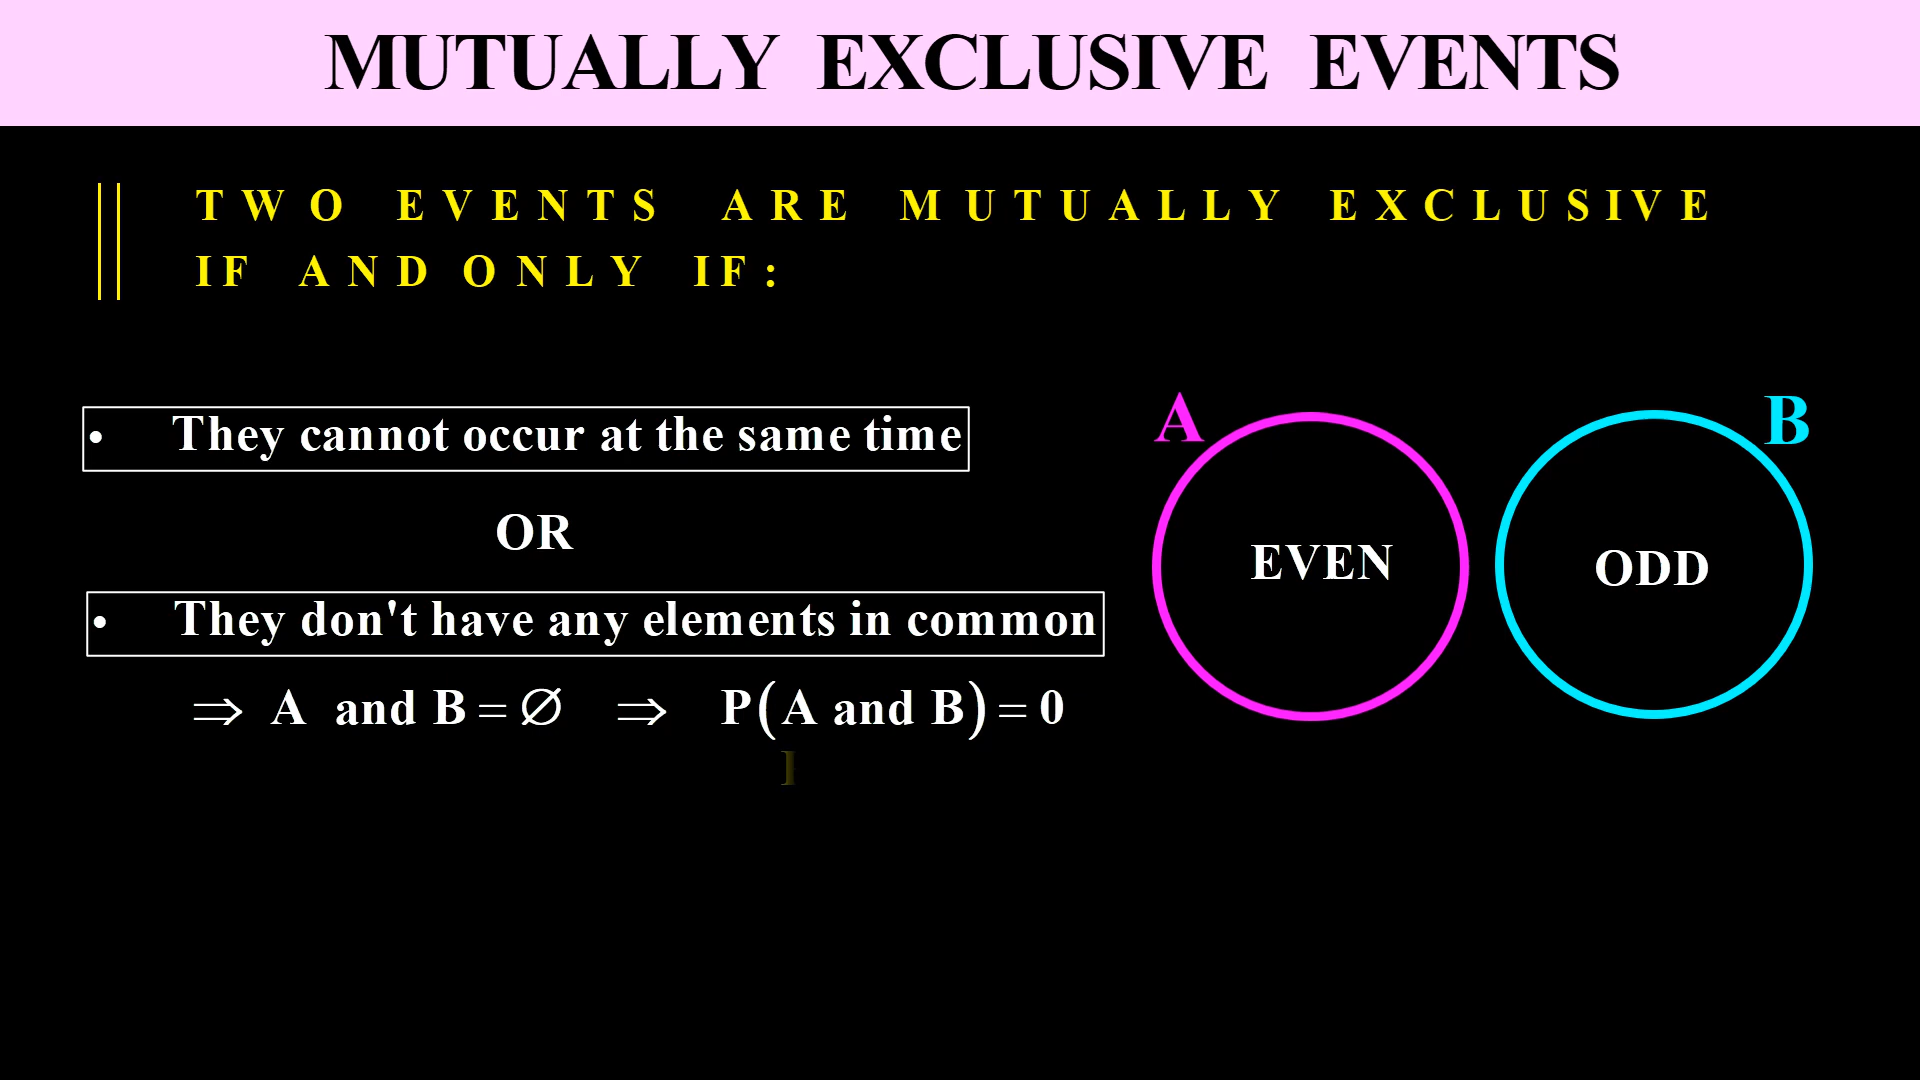 MUTUALLY EXCLUSIVE EVENTS
TWO EVENTS ARE MUTUALLY EXCLUSIVE
IF AND ONLY IF:
• They cannot occur at the same time
OR
• They don't have any elements in common
⇒ A and B = ∅ ⇒ P(A and B) = 0
A
B
EVEN
ODD